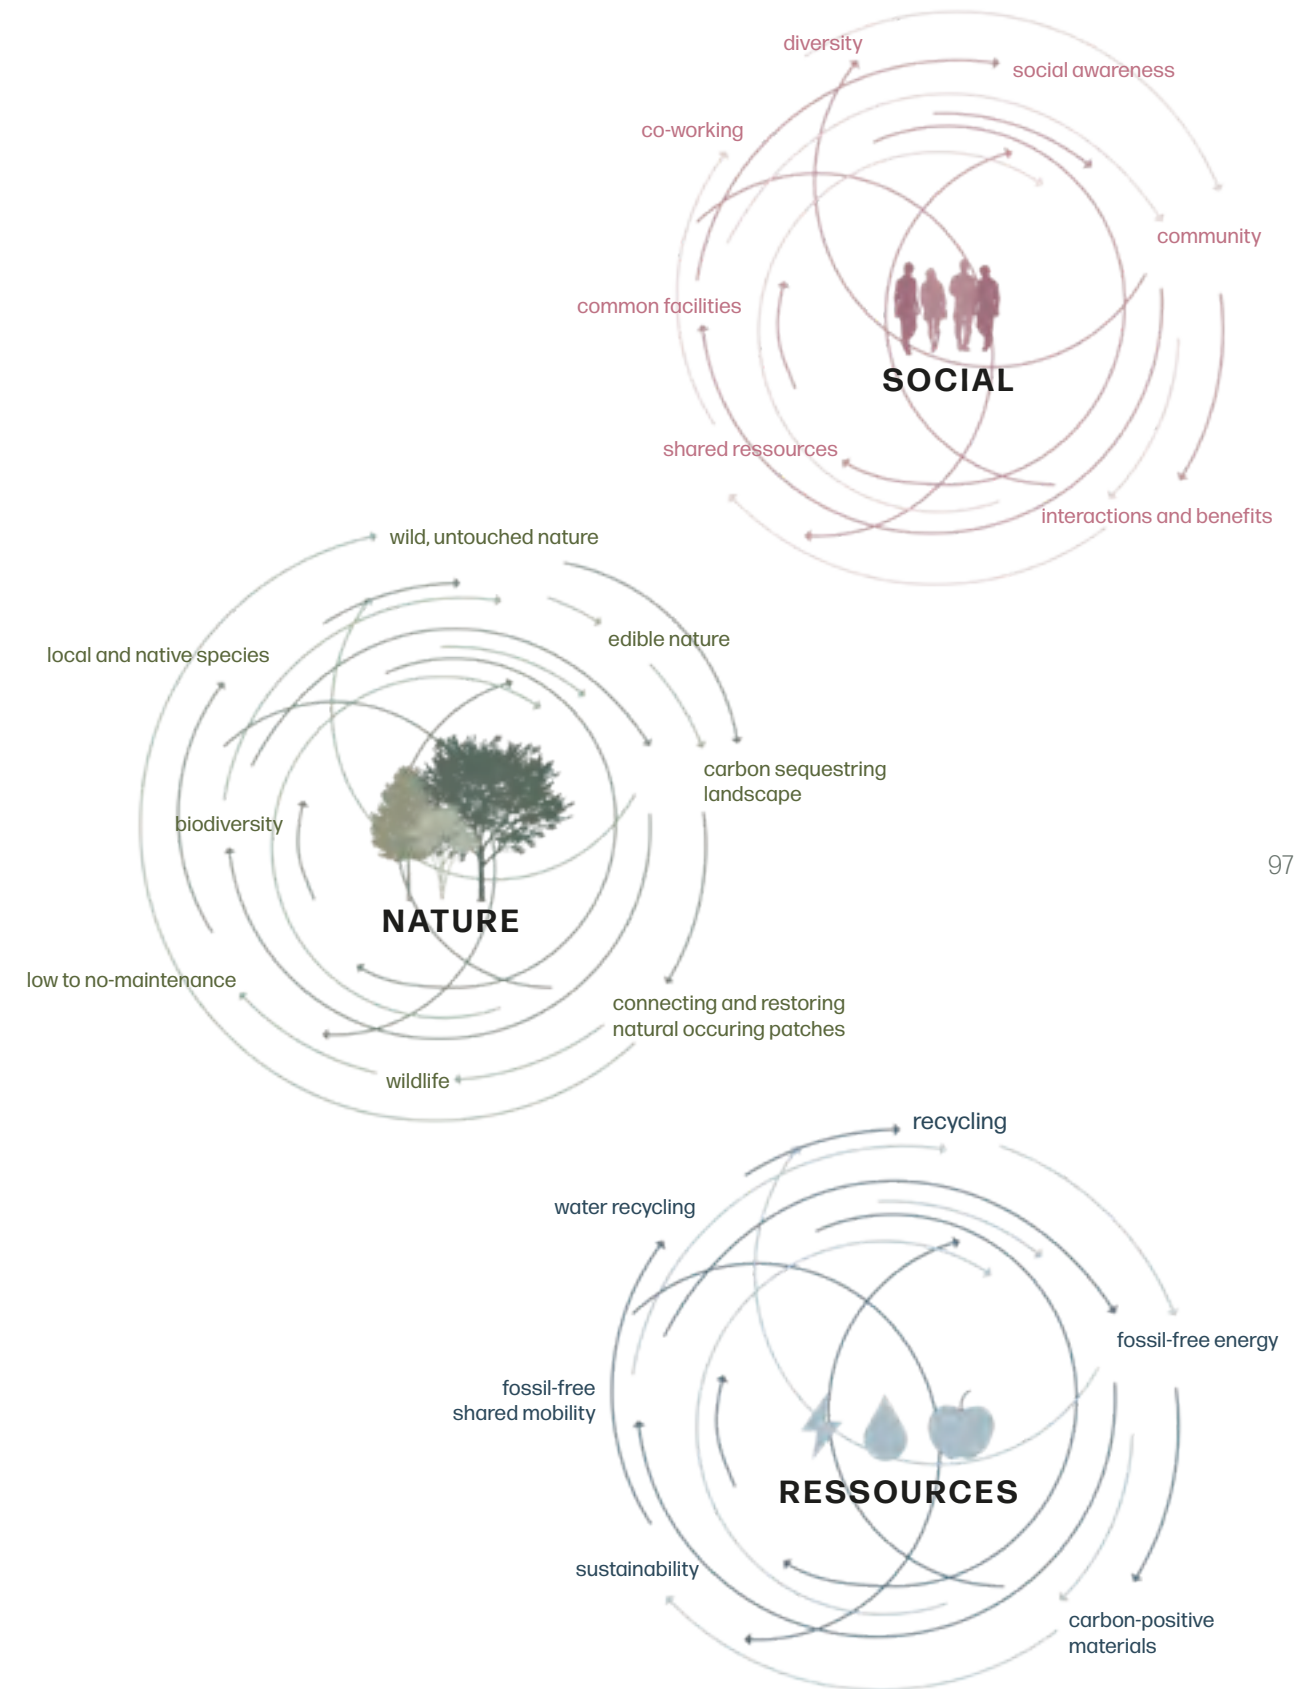 diversity
social awareness
co-working
community
common facilities
SOCIAL
shared ressources
interactions and benefits
wild, untouched nature
edible nature
local and native species
carbon sequestring
landscape
biodiversity
97
NATURE
low to no-maintenance
connecting and restoring
natural occuring patches
wildlife
recycling
water recycling
fossil-free energy
fossil-free
shared mobility
RESSOURCES
sustainability
carbon-positive
materials